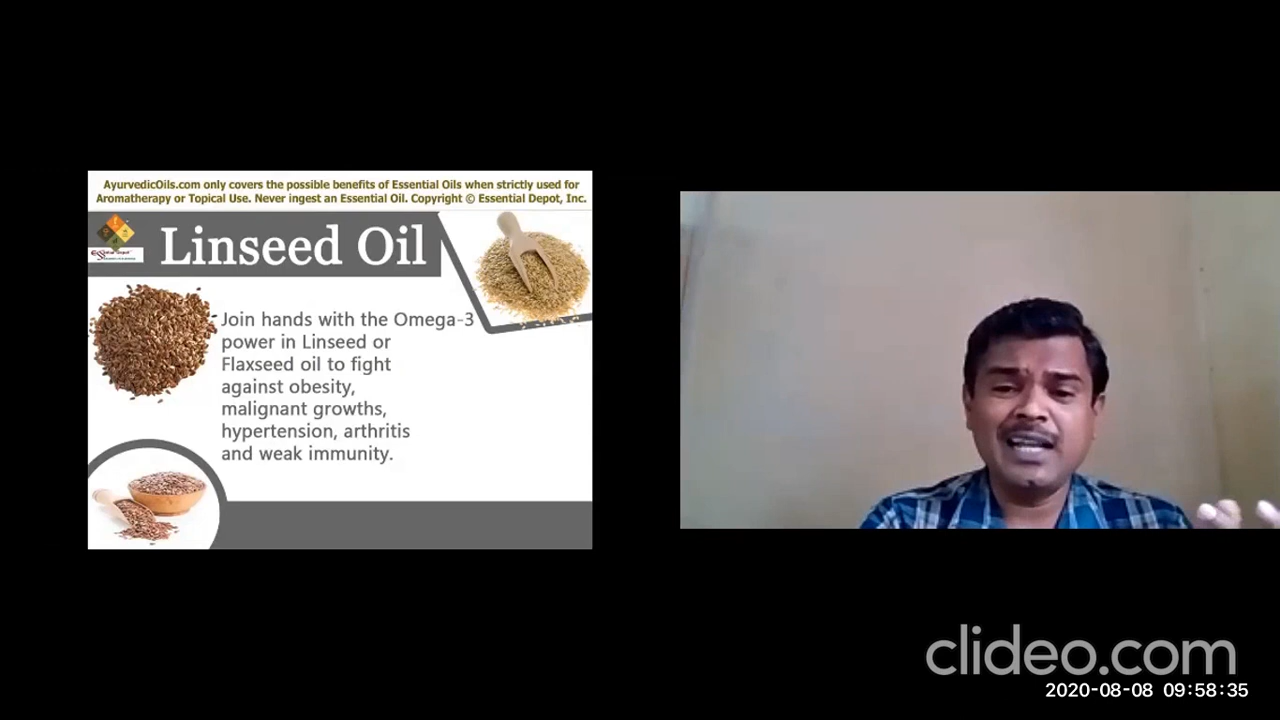 AyurvedicOils.com only covers the possible benefits of Essential Oils when strictly used for
Aromatherapy or Topical Use. Never ingest an Essential Oil. Copyright © Essential Depot, Inc.
Linseed Oil
Join hands with the Omega-3
power in Linseed or
Flaxseed oil to fight
against obesity,
malignant growths,
hypertension, arthritis
and weak immunity.
clideo.com
2020-08-08 09:58:35